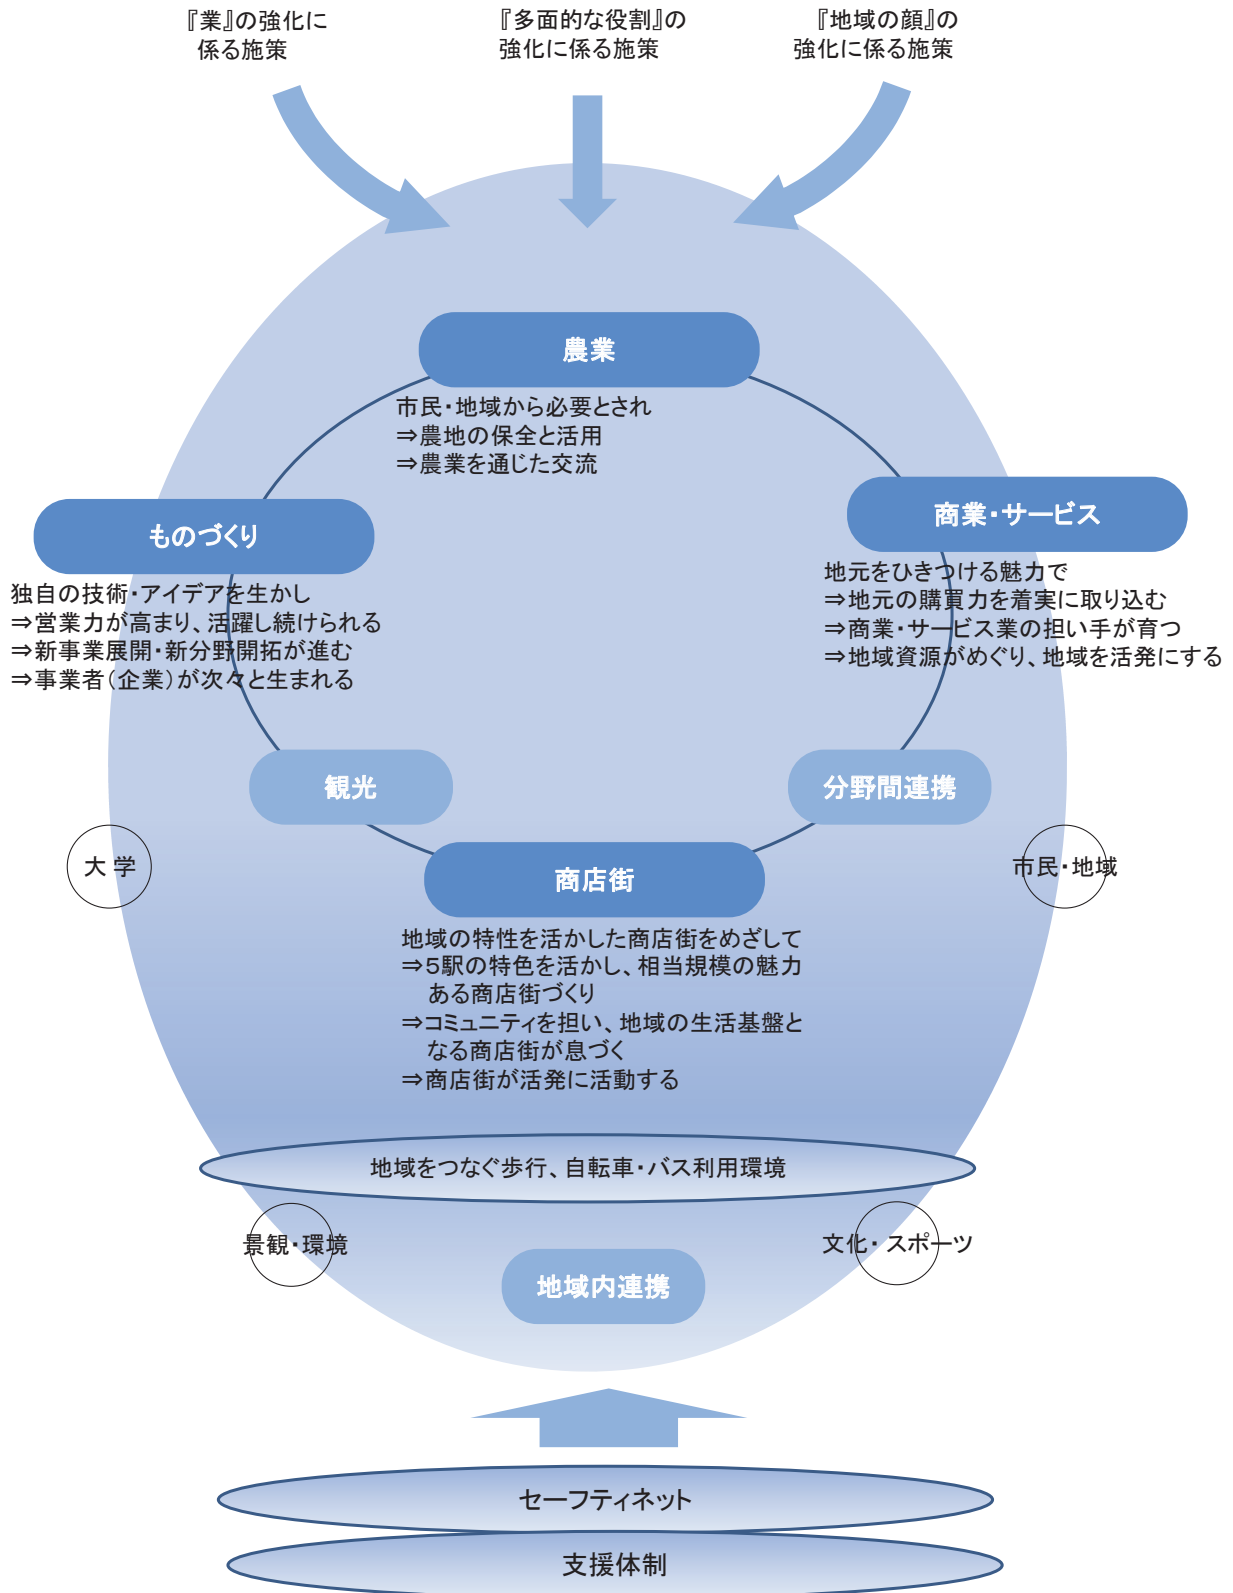 『業』の強化に
係る施策
『多面的な役割』の
強化に係る施策
『地域の顔』の
強化に係る施策
農業
市民・地域から必要とされ
⇒農地の保全と活用
⇒農業を通じた交流
ものづくり
独自の技術・アイデアを生かし
⇒営業力が高まり、活躍し続けられる
⇒新事業展開・新分野開拓が進む
⇒事業者（企業）が次々と生まれる
商業・サービス
地元をひきつける魅力で
⇒地元の購買力を着実に取り込む
⇒商業・サービス業の担い手が育つ
⇒地域資源がめぐり、地域を活発にする
観光
分野間連携
大 学
市民・地域
商店街
地域の特性を活かした商店街をめざして
⇒５駅の特色を活かし、相当規模の魅力
ある商店街づくり
⇒コミュニティを担い、地域の生活基盤と
なる商店街が息づく
⇒商店街が活発に活動する
地域をつなぐ歩行、自転車・バス利用環境
景観・環境
文化・スポーツ
地域内連携
セーフティネット
支援体制